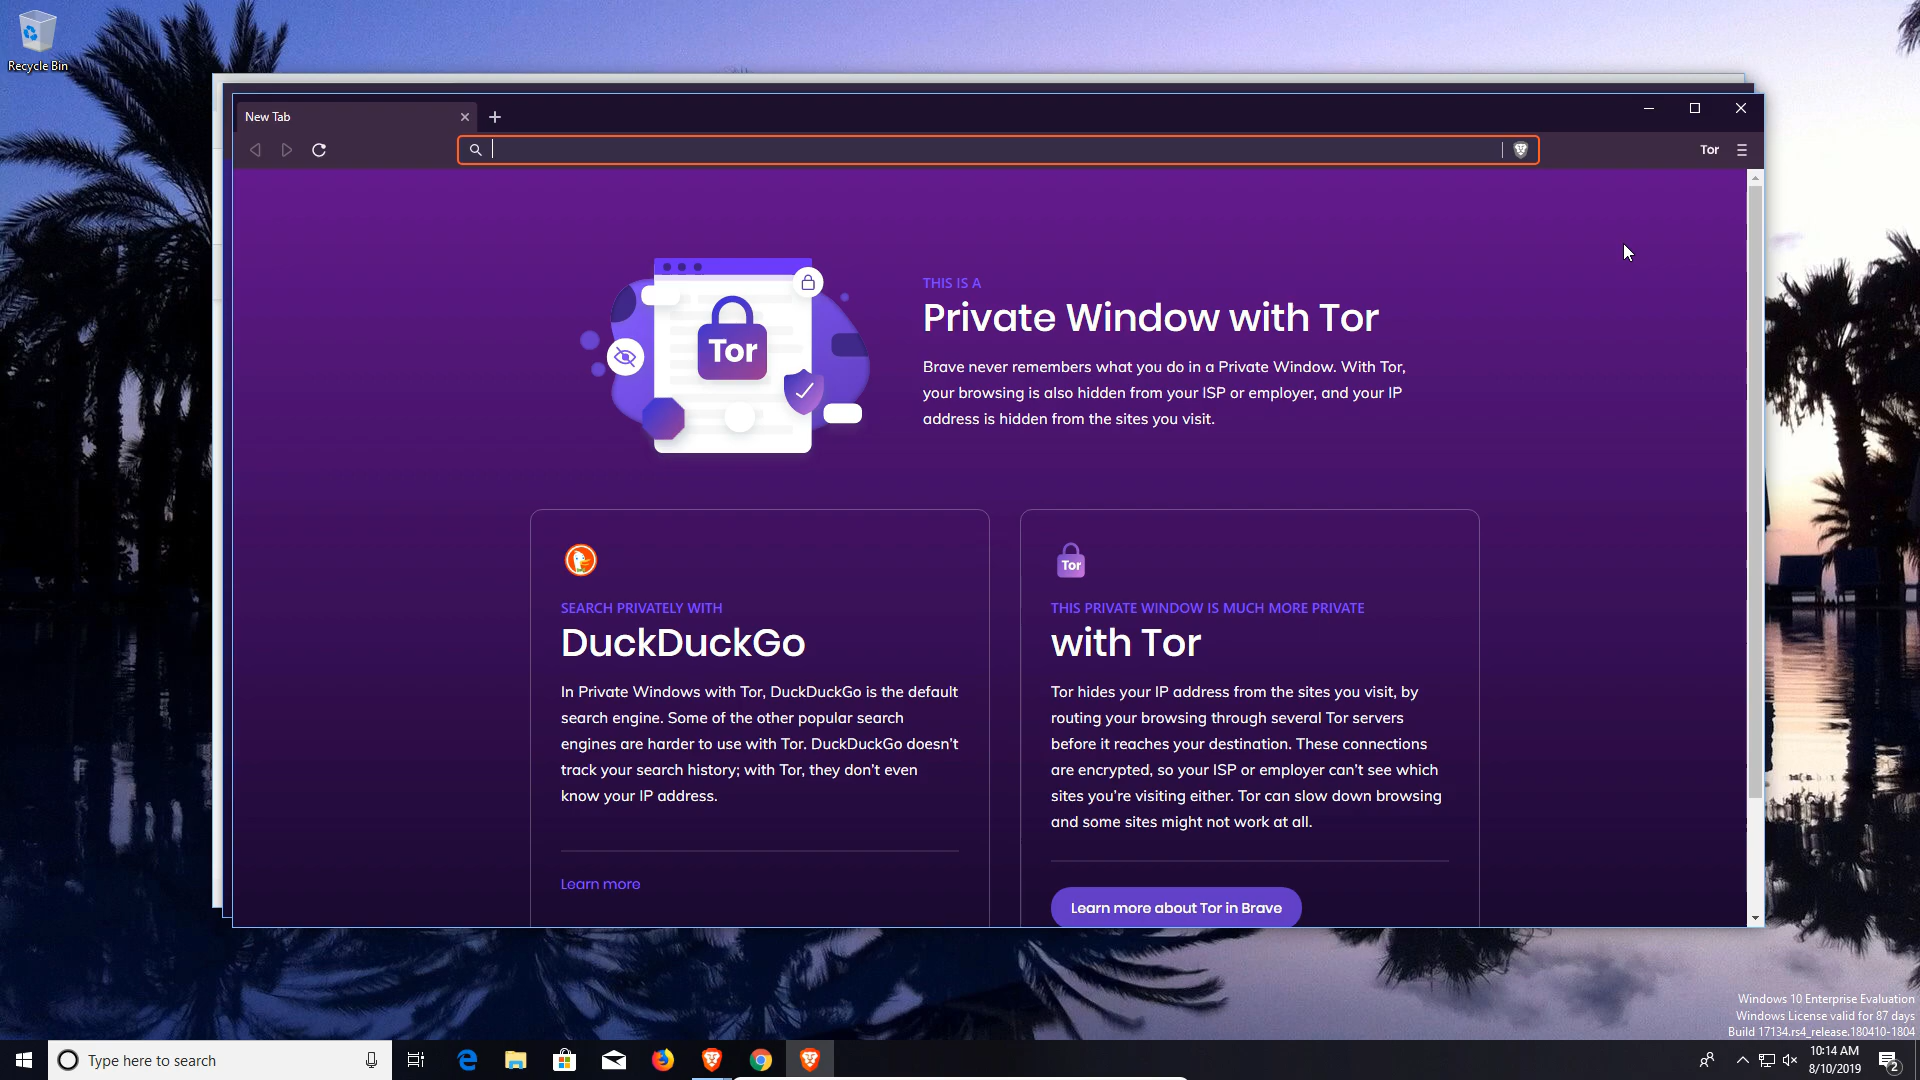 Recycle Bin
New Tab
Tor
Tor
THIS IS A
Private Window with Tor
Brave never remembers what you do in a Private Window. With Tor,
your browsing is also hidden from your ISP or employer, and your IP
address is hidden from the sites you visit.
SEARCH PRIVATELY WITH
DuckDuckGo
In Private Windows with Tor, DuckDuckGo is the default
search engine. Some of the other popular search
engines are harder to use with Tor. DuckDuckGo doesn't
track your search history; with Tor, they don't even
know your IP address.
Learn more
Tor
THIS PRIVATE WINDOW IS MUCH MORE PRIVATE
with Tor
Tor hides your IP address from the sites you visit, by
routing your browsing through several Tor servers
before it reaches your destination. These connections
are encrypted, so your ISP or employer can't see which
sites you're visiting either. Tor can slow down browsing
and some sites might not work at all.
Learn more about Tor in Brave
Windows 10 Enterprise Evaluation
Windows License valid for 87 days
Build 17134.rs4_release.180410-1804
Type here to search
10:14 AM
8/10/2019
2